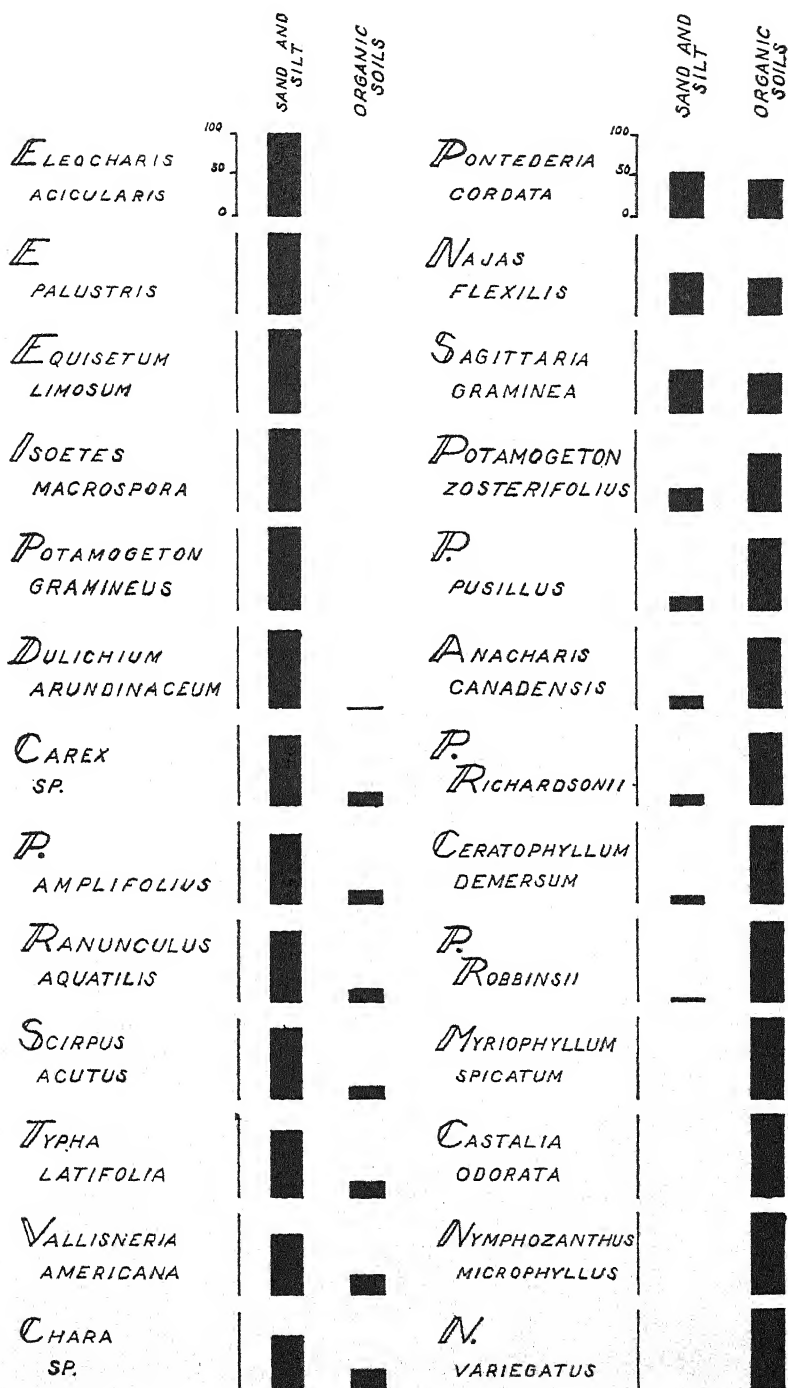 SAND AND
SILT
ORGANIC
SOILS
100
50
0
ELEOCHARIS
ACICULARIS
E
PALUSTRIS
EQUISETUM
LIMOSUM
ISOETES
MACROSPORA
POTAMOGETON
GRAMINEUS
DULICHIUM
ARUNDINACEUM
CAREX
SP.
P.
AMPLIFOLIUS
RANUNCULUS
AQUATILIS
SCIRPUS
ACUTUS
TYPHA
LATIFOLIA
VALLISNERIA
AMERICANA
CHARA
SP.
SAND AND
SILT
ORGANIC
SOILS
100
50
0
PONTEDERIA
CORDATA
NAJAS
FLEXILIS
SAGITTARIA
GRAMINEA
POTAMOGETON
ZOSTERIFOLIUS
P.
PUSILLUS
ANACHARIS
CANADENSIS
P.
RICHARDSONII
CERATOPHYLLUM
DEMERSUM
P.
ROBBINSII
MYRIOPHYLLUM
SPICATUM
CASTALIA
ODORATA
NYMPHOZANTHUS
MICROPHYLLUS
N.
VARIEGATUS